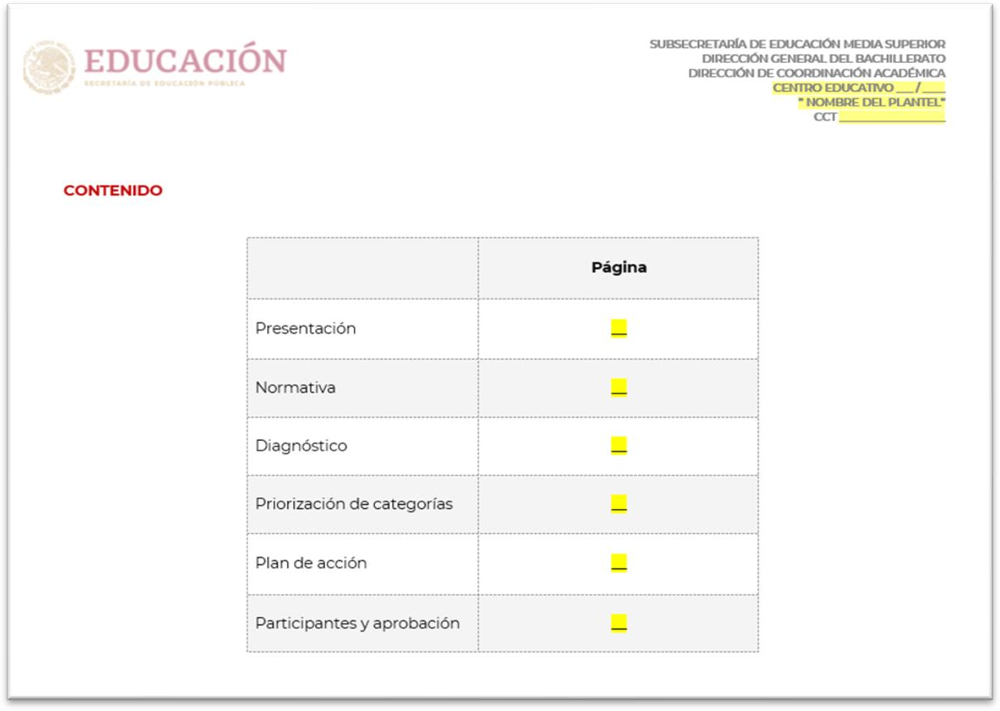 EDUCACIÓN
SECRETARÍA DE EDUCACIÓN PÚBLICA
SUBSECRETARÍA DE EDUCACIÓN MEDIA SUPERIOR
DIRECCIÓN GENERAL DEL BACHILLERATO
DIRECCIÓN DE COORDINACIÓN ACADÉMICA
CENTRO EDUCATIVO ___/____
" NOMBRE DEL PLANTEL"
CCT ___________________
CONTENIDO
Página
Presentación __
Normativa __
Diagnóstico __
Priorización de categorías __
Plan de acción __
Participantes y aprobación __